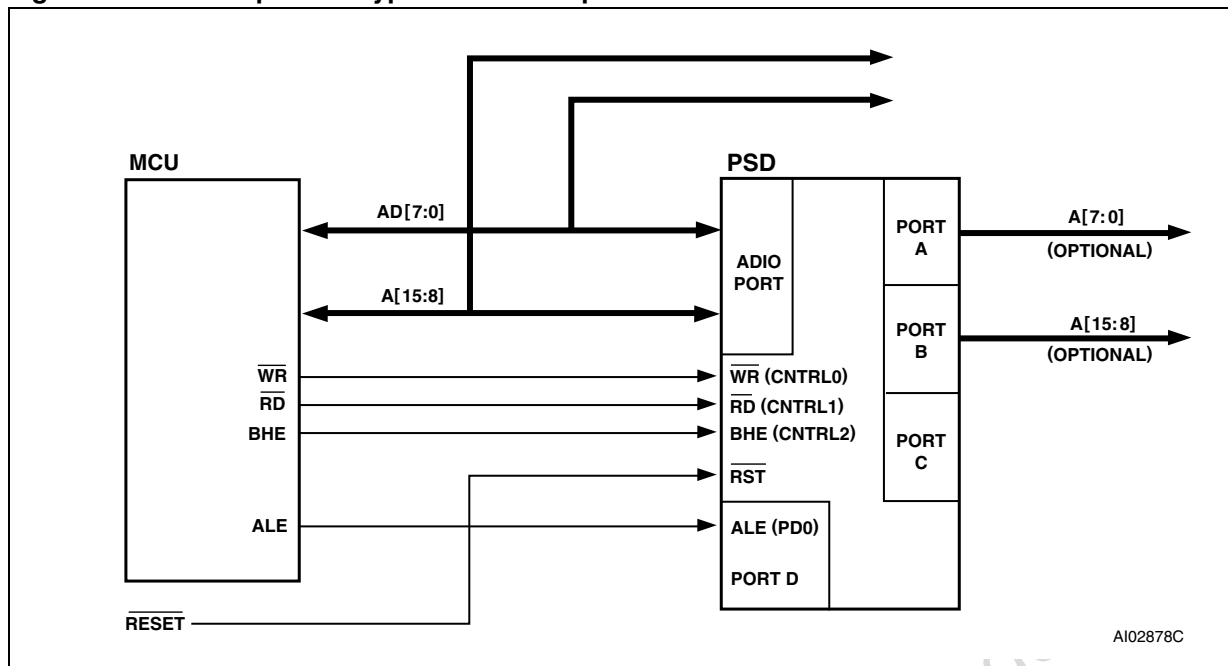 MCU
PSD
AD[7:0]
A[15:8]
ADIO
PORT
PORT
A
A[7:0]
(OPTIONAL)
PORT
B
A[15:8]
(OPTIONAL)
PORT
C
WR
WR (CNTRL0)
RD
RD (CNTRL1)
BHE
BHE (CNTRL2)
RST
ALE
ALE (PD0)
PORT D
RESET
AI02878C